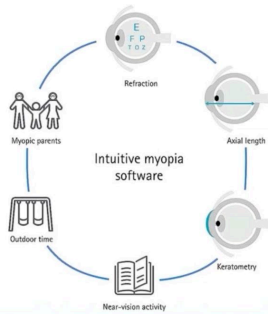 E
F P
T O Z
Refraction
Myopic parents
Axial length
Intuitive myopia
software
Outdoor time
Keratometry
Near-vision activity